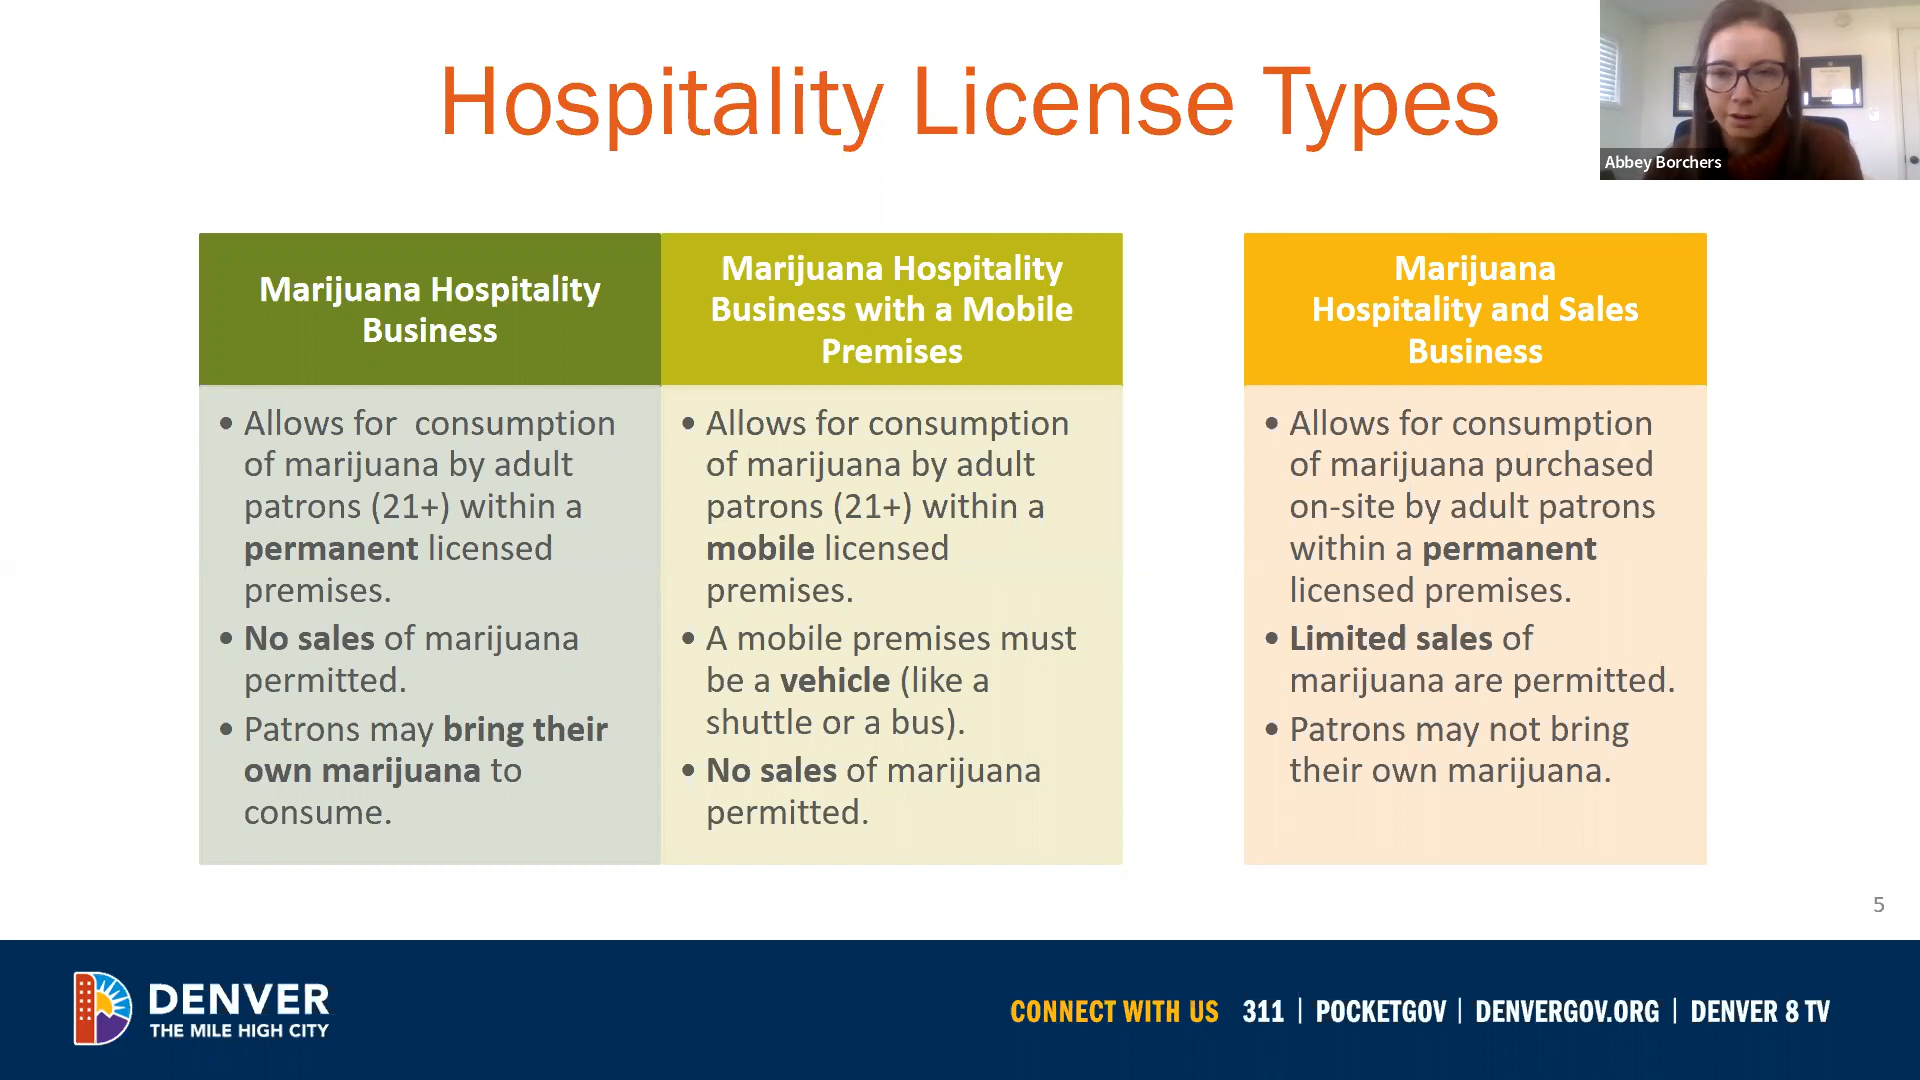 Hospitality License Types
Abbey Borchers
Marijuana Hospitality
Business
• Allows for consumption
of marijuana by adult
patrons (21+) within a
permanent licensed
premises.
• No sales of marijuana
permitted.
• Patrons may bring their
own marijuana to
consume.
Marijuana Hospitality
Business with a Mobile
Premises
• Allows for consumption
of marijuana by adult
patrons (21+) within a
mobile licensed
premises.
• A mobile premises must
be a vehicle (like a
shuttle or a bus).
• No sales of marijuana
permitted.
Marijuana
Hospitality and Sales
Business
• Allows for consumption
of marijuana purchased
on-site by adult patrons
within a permanent
licensed premises.
• Limited sales of
marijuana are permitted.
• Patrons may not bring
their own marijuana.
5
DENVER
THE MILE HIGH CITY
CONNECT WITH US 311 | POCKETGOV | DENVERGOV.ORG | DENVER 8 TV